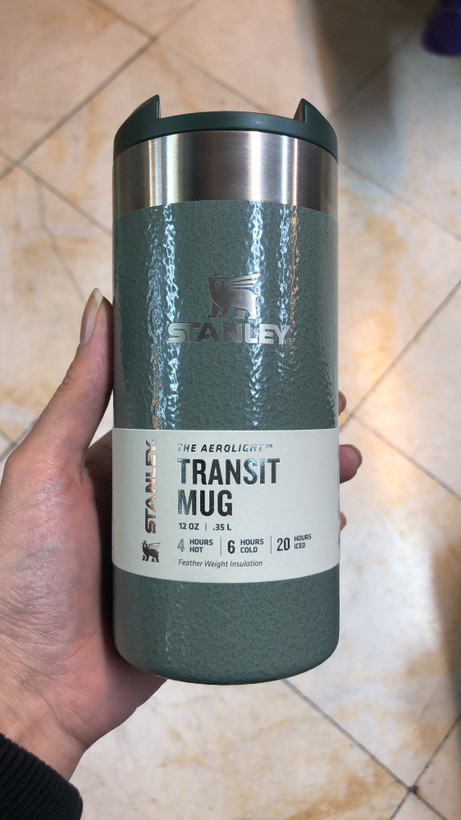 STANLEY
STANLEY
THE AEROLIGHT™
TRANSIT
MUG
12 OZ | .35 L
4 HOURS HOT | 6 HOURS COLD | 20 HOURS ICED
Feather Weight Insulation